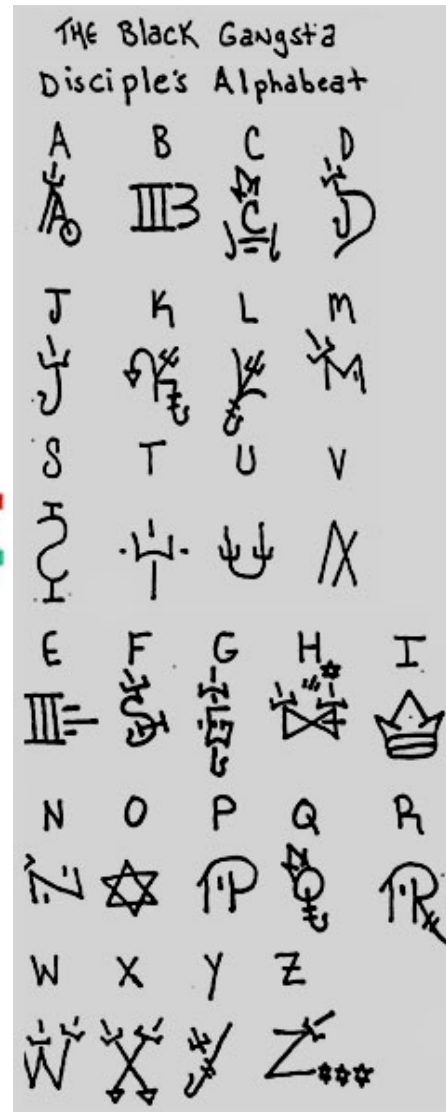 THE Black Gangsta
Disciple's Alphabeat
A B C D
J K L M
S T U V
E F G H I
N O P Q R
W X Y Z